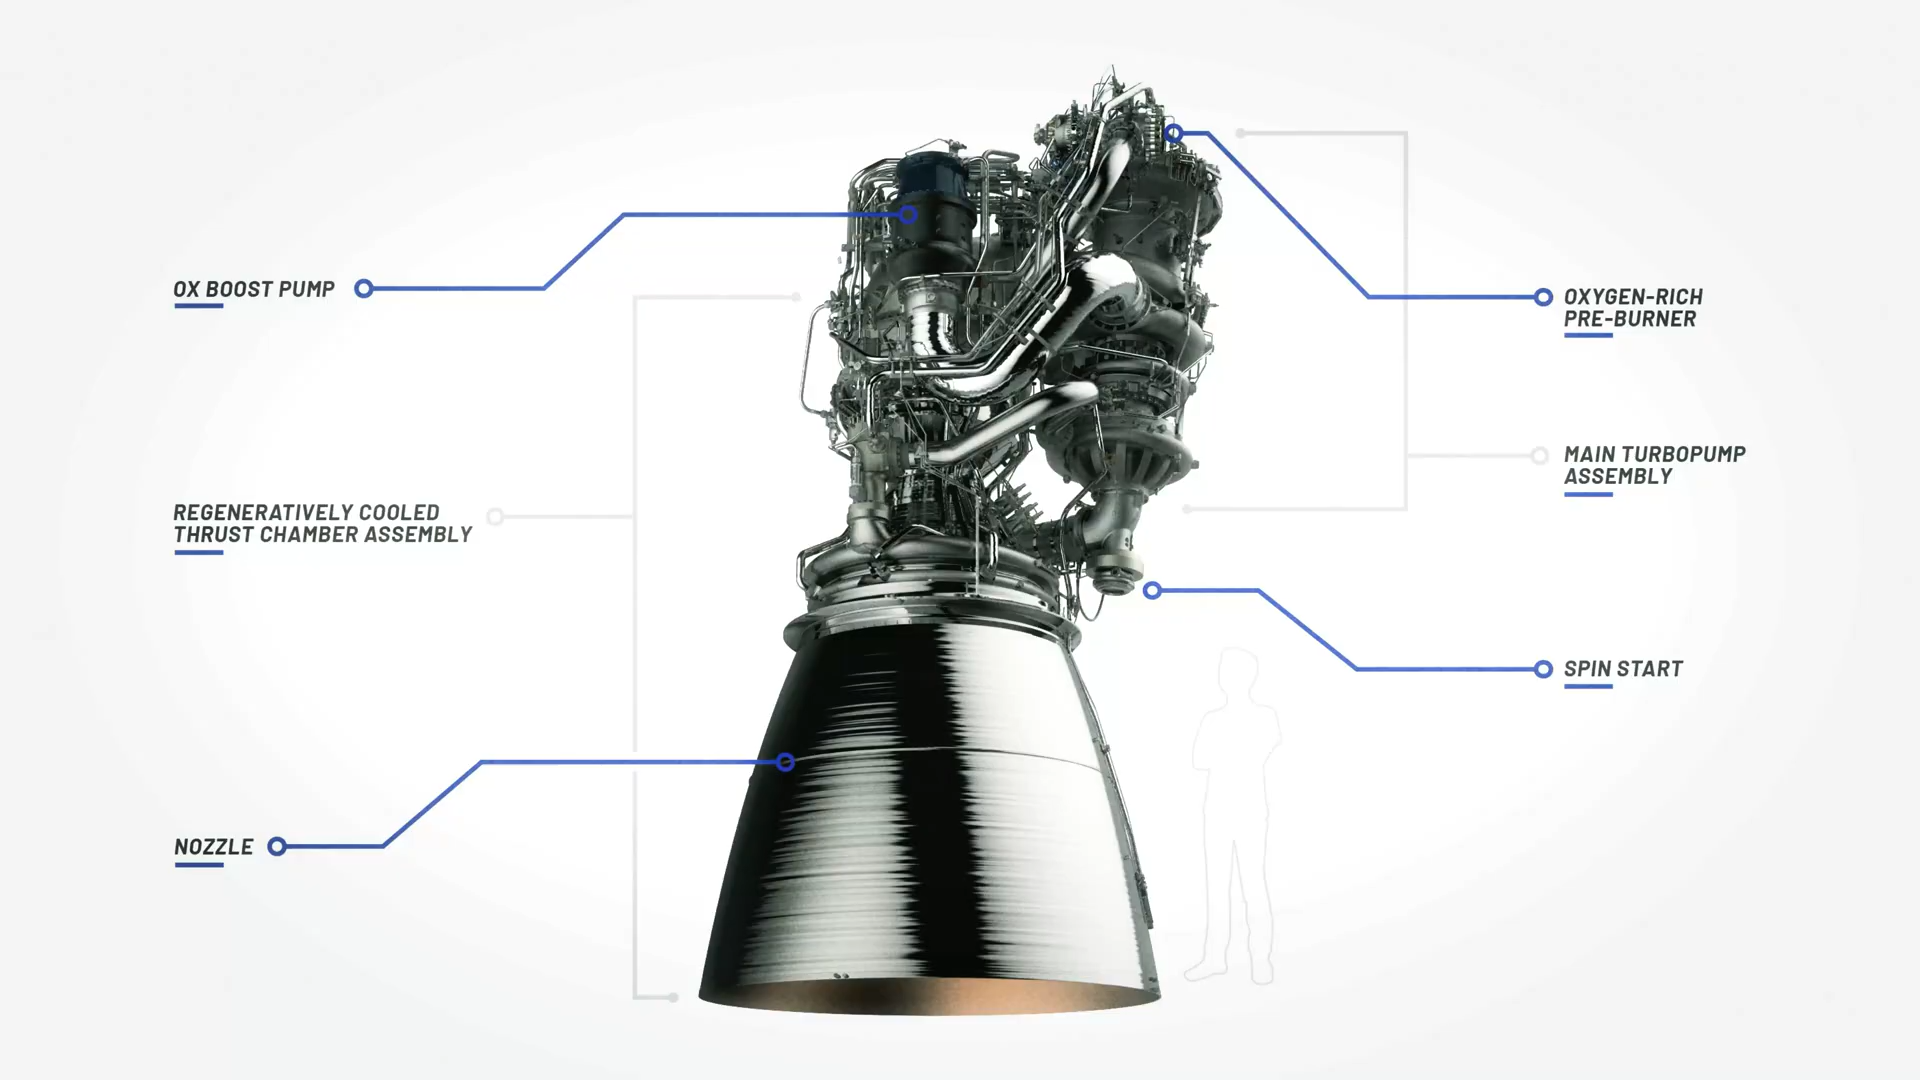 OX BOOST PUMP
REGENERATIVELY COOLED
THRUST CHAMBER ASSEMBLY
NOZZLE
OXYGEN-RICH
PRE-BURNER
MAIN TURBOPUMP
ASSEMBLY
SPIN START